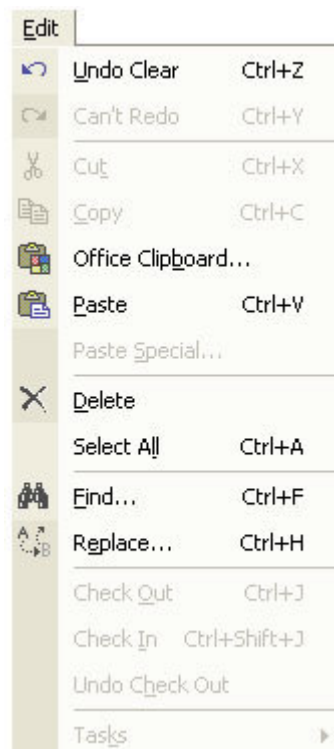 Edit
Undo Clear Ctrl+Z
Can't Redo Ctrl+Y
Cut Ctrl+X
Copy Ctrl+C
Office Clipboard...
Paste Ctrl+V
Paste Special...
Delete
Select All Ctrl+A
Find... Ctrl+F
A
B
Replace... Ctrl+H
Check Out Ctrl+J
Check In Ctrl+Shift+J
Undo Check Out
Tasks